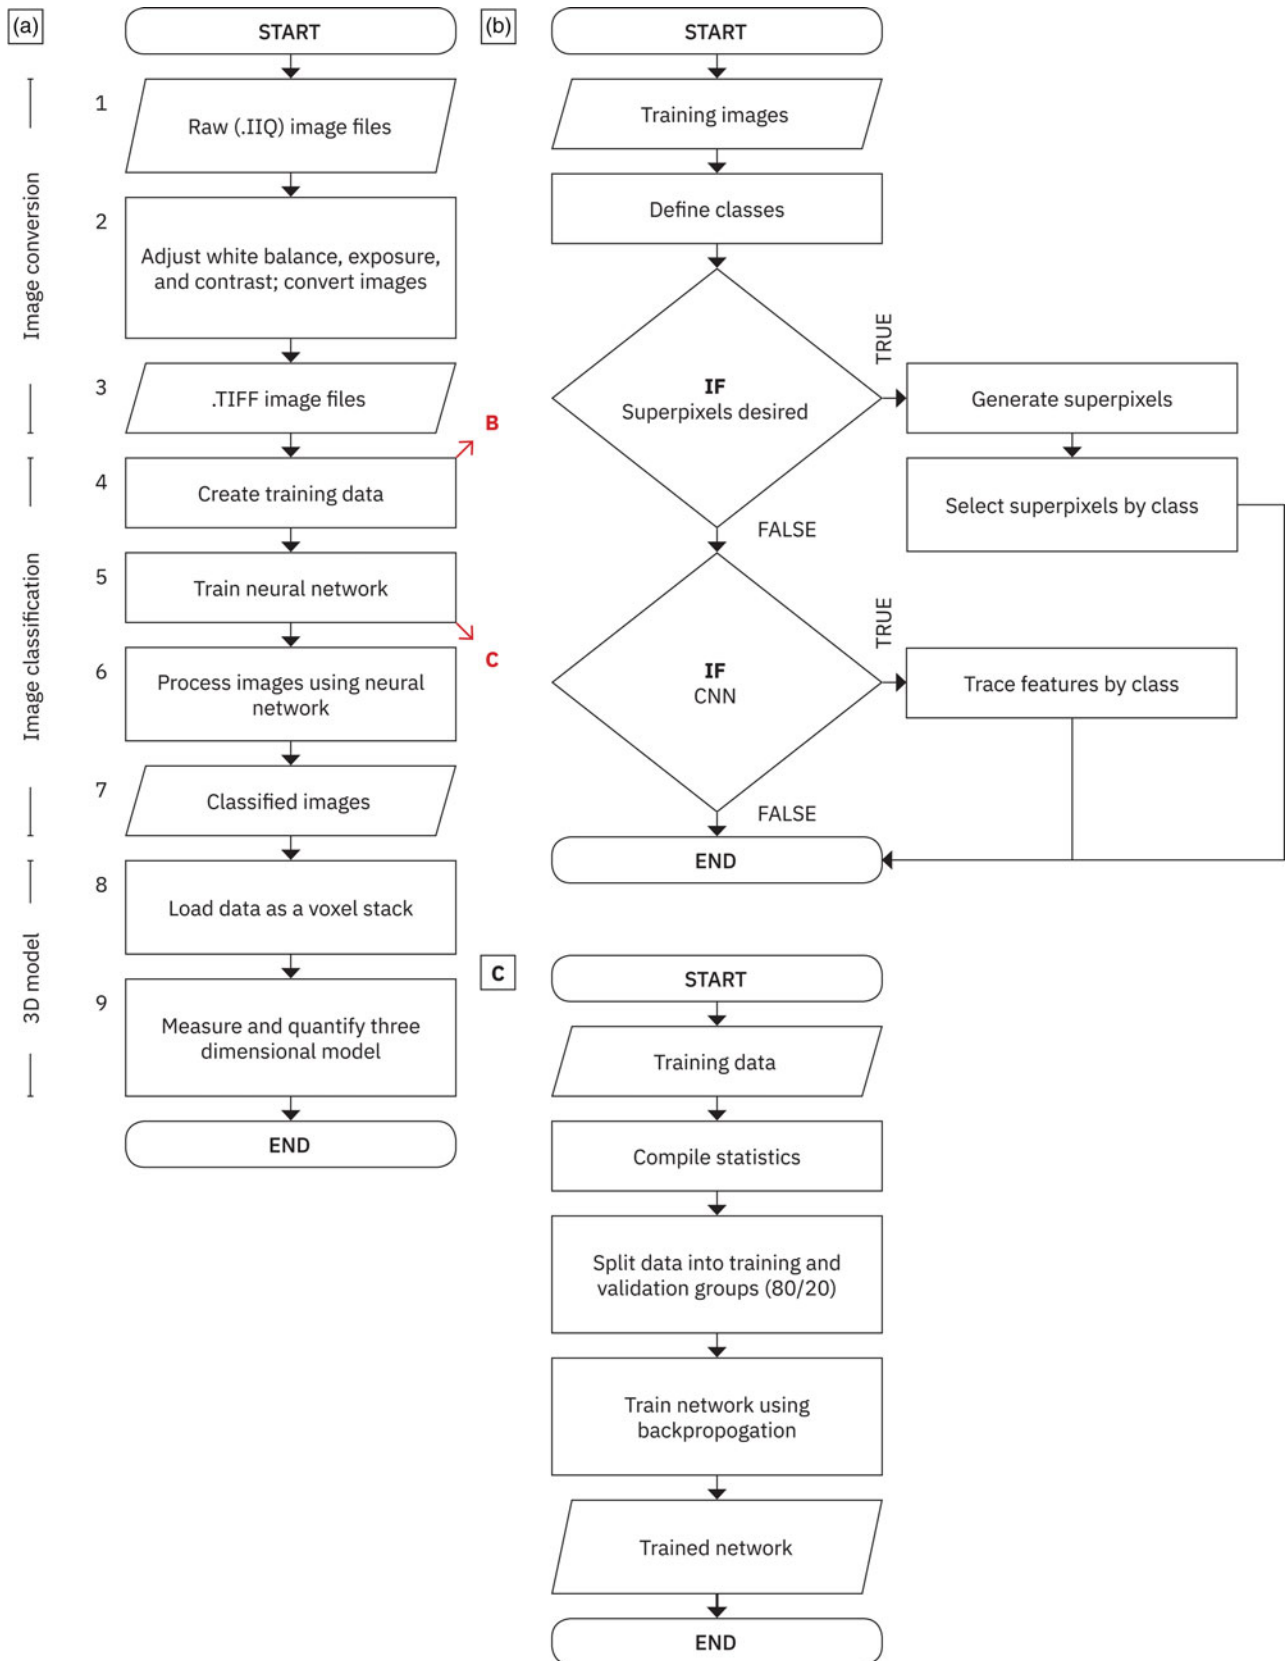 (a)
START
Image conversion
1
Raw (.IIQ) image files
2
Adjust white balance, exposure,
and contrast; convert images
3
.TIFF image files
B
Image classification
4
Create training data
5
Train neural network
C
6
Process images using neural
network
7
Classified images
3D model
8
Load data as a voxel stack
9
Measure and quantify three
dimensional model
END
(b)
START
Training images
Define classes
IF
Superpixels desired
TRUE
Generate superpixels
Select superpixels by class
FALSE
IF
CNN
TRUE
Trace features by class
FALSE
END
C
START
Training data
Compile statistics
Split data into training and
validation groups (80/20)
Train network using
backpropogation
Trained network
END